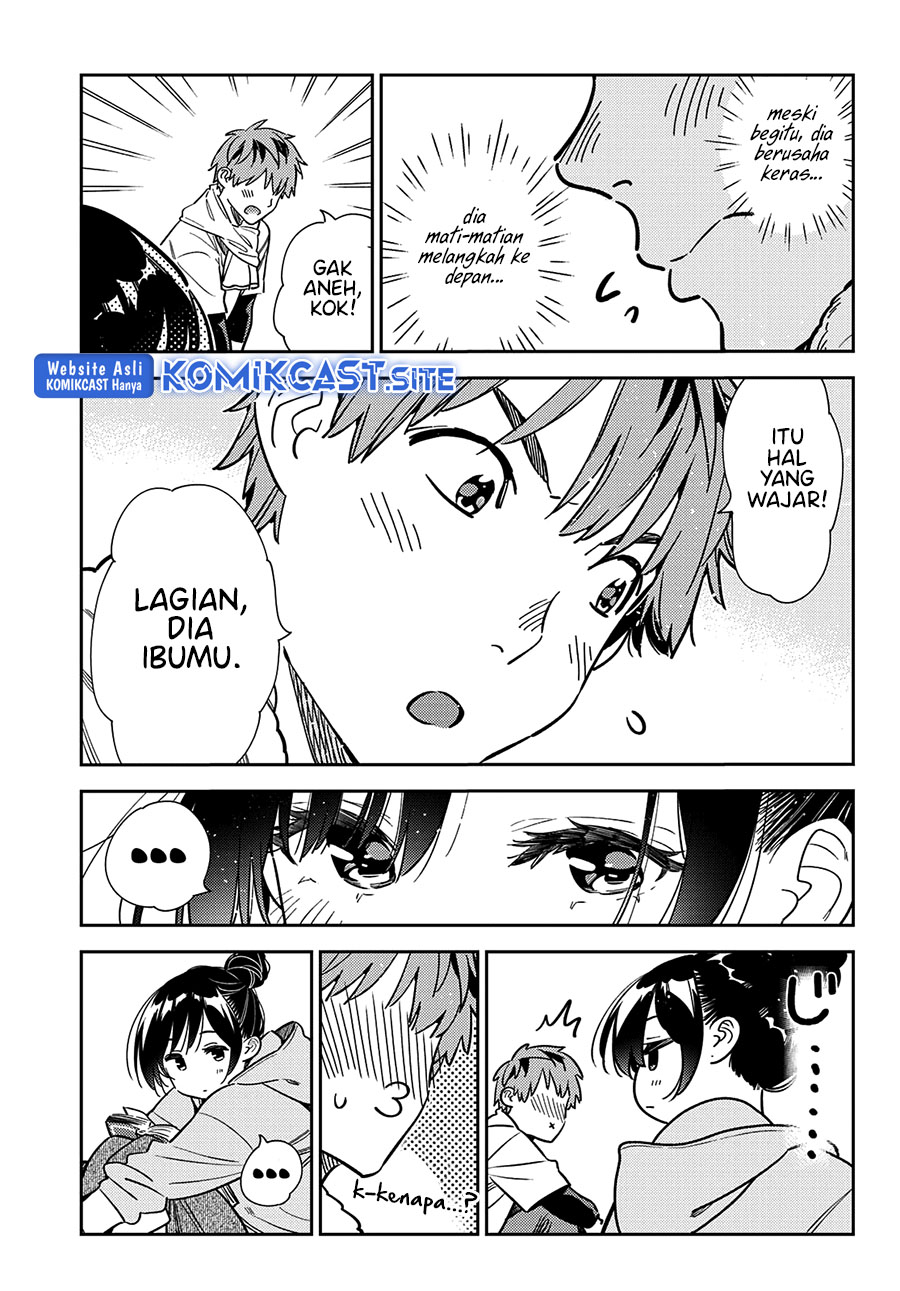 meski
begitu, dia
berusaha
keras...
dia
mati-matian
melangkah ke
depan...
GAK
ANEH,
KOK!
Website Asli
KOMIKCAST Hanya
KOMIKCAST.SITE
ITU
HAL
YANG
WAJAR!
LAGIAN,
DIA
IBUMU.
...
じ......
k-kenapa...?
...